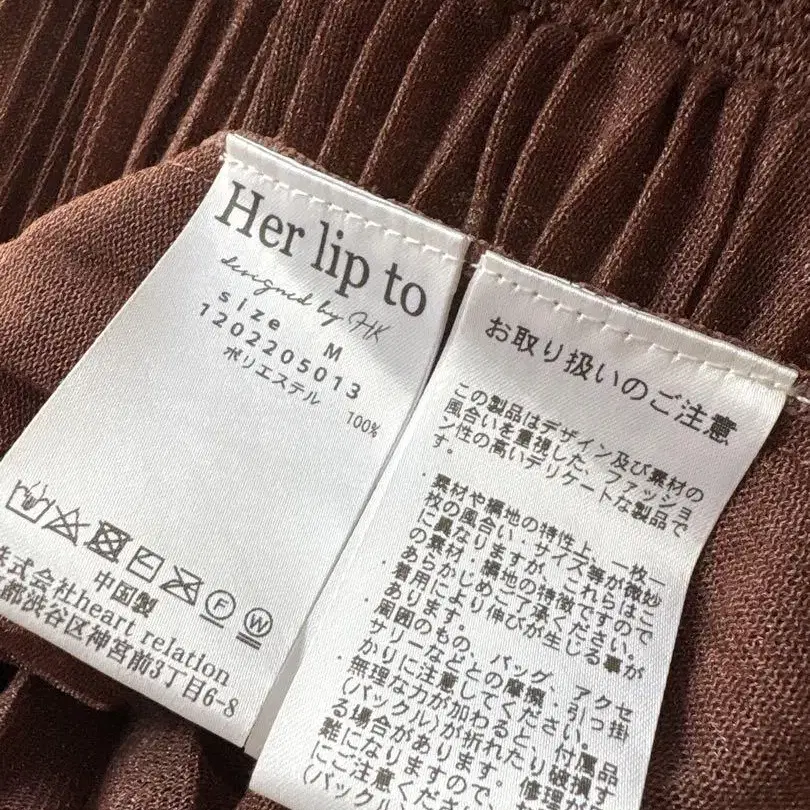 Her lip to
designed by HK
size M
1202205013
ポリエステル 100%
F W
中国製
株式会社heart relation
都渋谷区神宮前3丁目6-8
お取り扱いのご注意
この製品はデザイン及び素材の
風合いを重視した、ファッショ
ン性の高いデリケートな製品で
す。
・素材や編地の特性上、一枚一
枚の風合い・サイズ等が微妙
に異なりますが、これらはこ
の素材・編地の特徴ですので
あらかじめご了承ください。
・着用により伸びが生じる事が
あります。
・周囲のもの、バッグ、アクセ
サリーなどとの摩擦・引っ掛
かりに注意してください。
・無理な力が加わると、付属品
(バックル)が折れたり破損す
る場合があります。修理が
難になりますので
にご注意くださ
(バックル